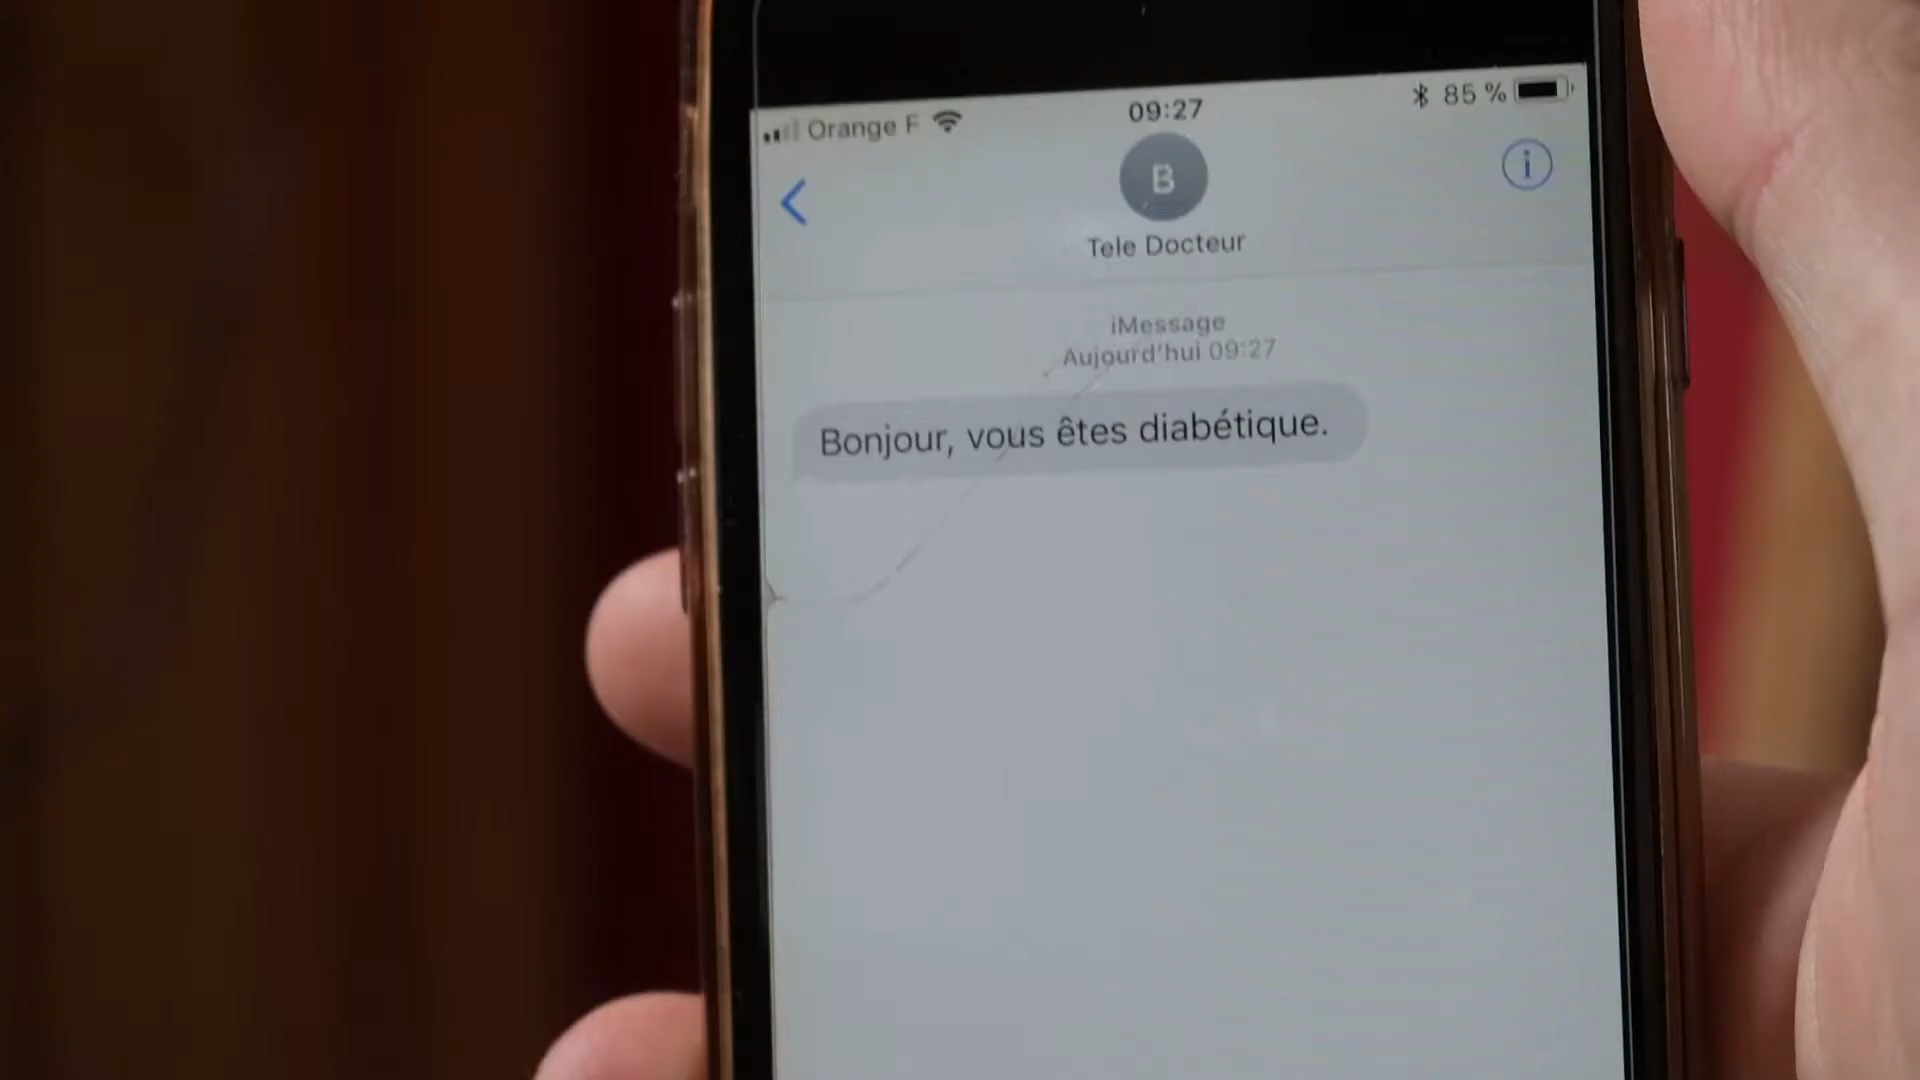 Orange F 09:27 85 %
B
Tele Docteur
iMessage
Aujourd'hui 09:27
Bonjour, vous êtes diabétique.